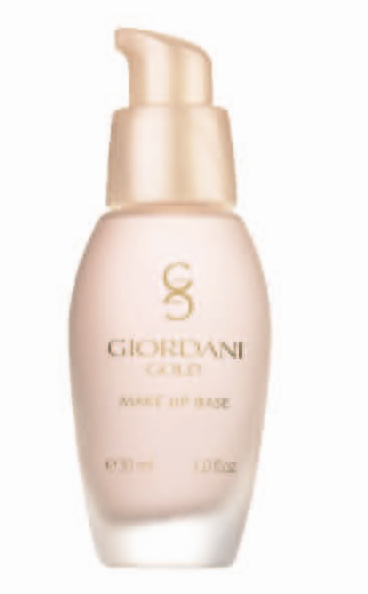 GIORDANI
GOLD
MAKE UP BASE
℮ 30 ml 1.0 fl.oz